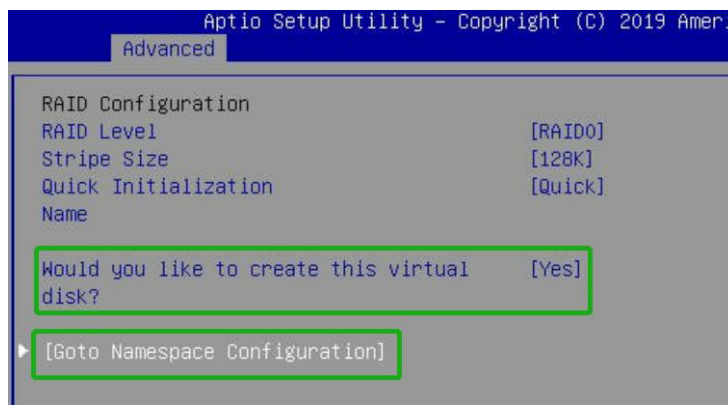 Aptio Setup Utility – Copyright (C) 2019
Advanced
RAID Configuration
RAID Level [RAID0]
Stripe Size [128K]
Quick Initialization [Quick]
Name
Would you like to create this virtual [Yes]
disk?
[Goto Namespace Configuration]